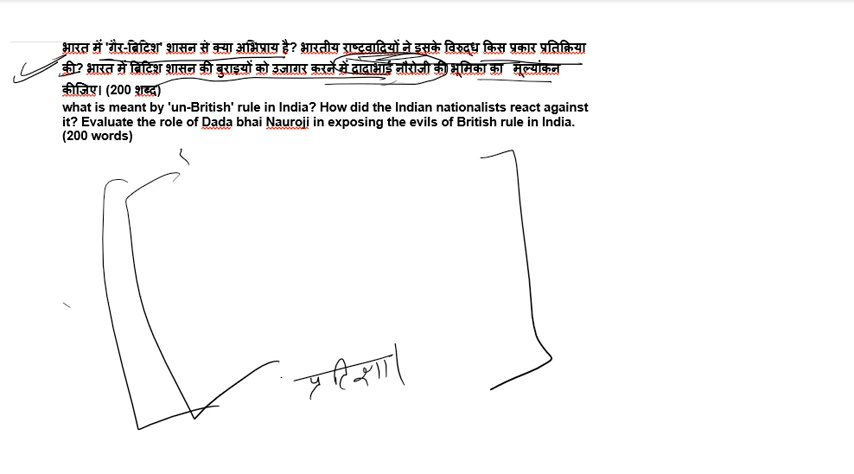 भारत में 'गैर-ब्रिटिश' शासन से क्या अभिप्राय है? भारतीय राष्ट्रवादियों ने इसके विरुद्ध किस प्रकार प्रतिक्रिया
की? भारत में ब्रिटिश शासन की बुराइयों को उजागर करने में दादाभाई नौरोजी की भूमिका का मूल्यांकन
कीजिए। (200 शब्द)
what is meant by 'un-British' rule in India? How did the Indian nationalists react against
it? Evaluate the role of Dada bhai Nauroji in exposing the evils of British rule in India.
(200 words)